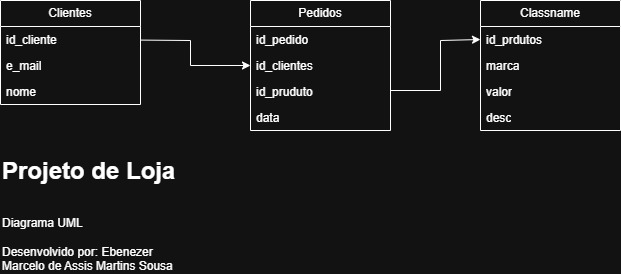 Clientes
id_cliente
e_mail
nome
Pedidos
id_pedido
id_clientes
id_pruduto
data
Classname
id_prdutos
marca
valor
desc
Projeto de Loja
Diagrama UML
Desenvolvido por: Ebenezer
Marcelo de Assis Martins Sousa